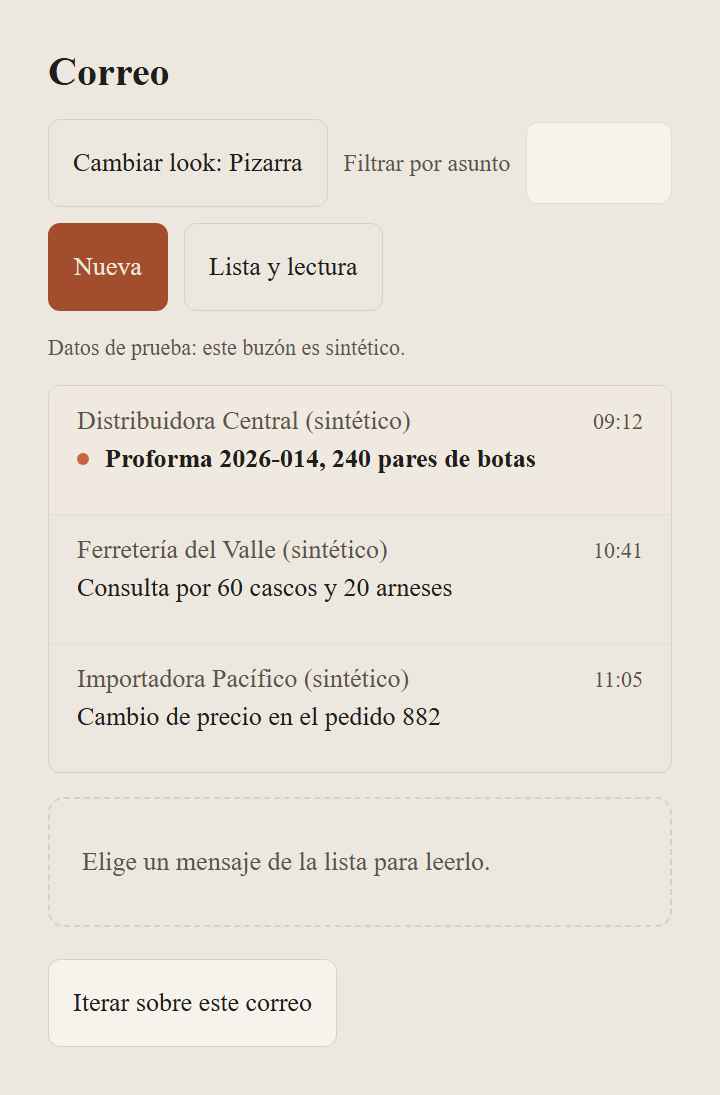 Correo
Cambiar look: Pizarra
Filtrar por asunto
Nueva
Lista y lectura
Datos de prueba: este buzón es sintético.
Distribuidora Central (sintético)
09:12
Proforma 2026-014, 240 pares de botas
Ferretería del Valle (sintético)
10:41
Consulta por 60 cascos y 20 arneses
Importadora Pacífico (sintético)
11:05
Cambio de precio en el pedido 882
Elige un mensaje de la lista para leerlo.
Iterar sobre este correo